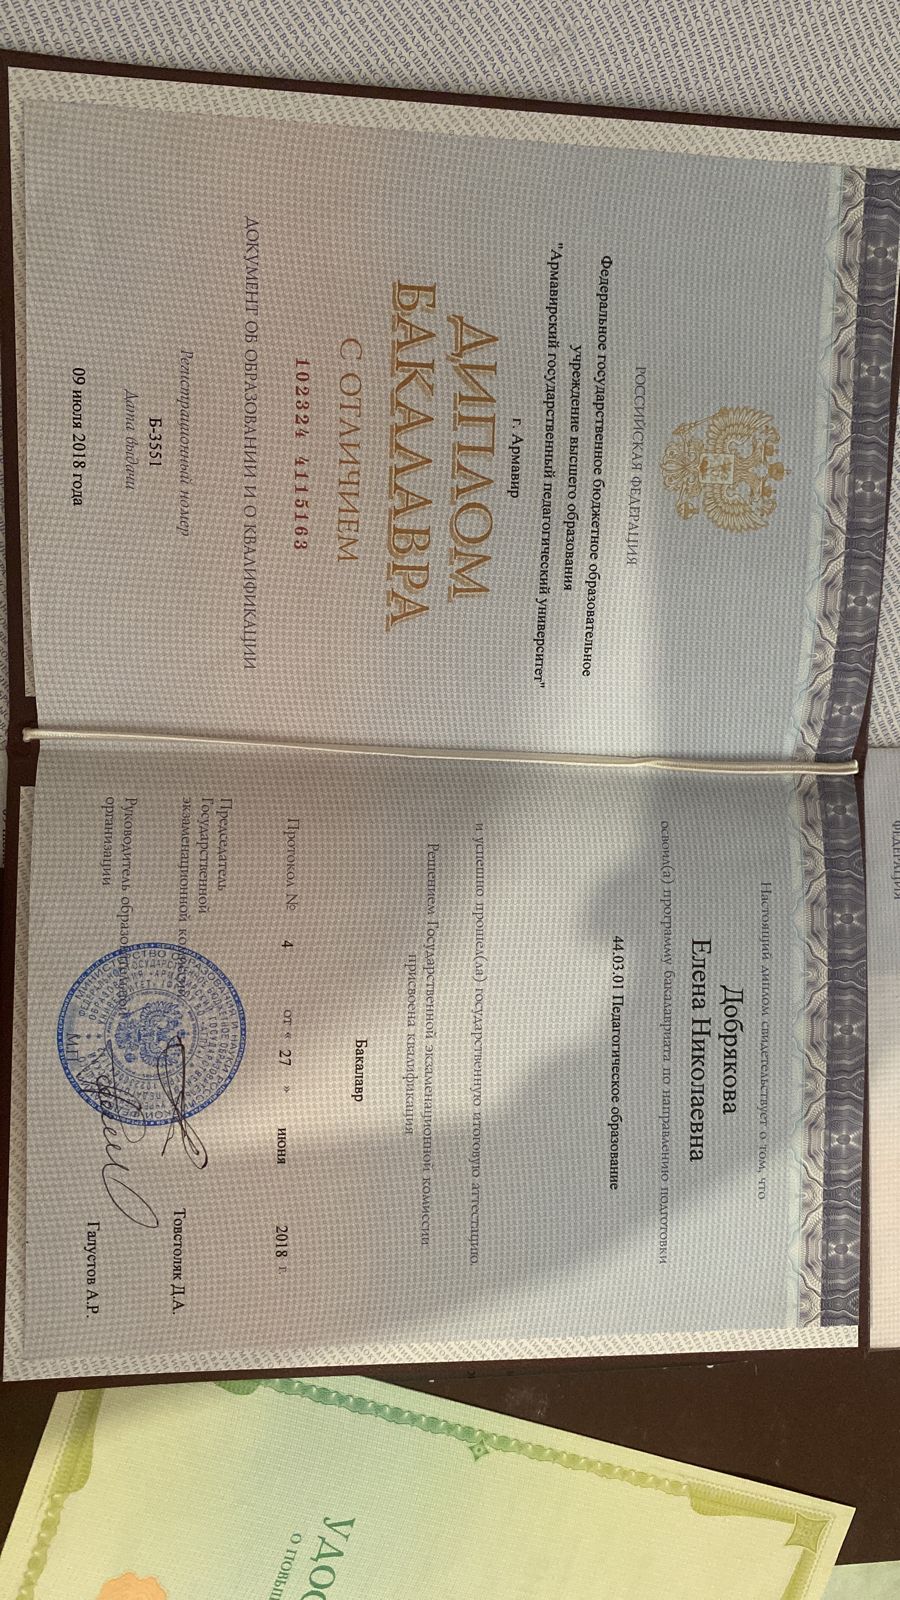 РОССИЙСКАЯ ФЕДЕРАЦИЯ
Федеральное государственное бюджетное образовательное
учреждение высшего образования
"Армавирский государственный педагогический университет"
г. Армавир
ДИПЛОМ
БАКАЛАВРА
С ОТЛИЧИЕМ
102324 4115163
ДОКУМЕНТ ОБ ОБРАЗОВАНИИ И О КВАЛИФИКАЦИИ
Регистрационный номер
Б-3551
Дата выдачи
09 июля 2018 года
Настоящий диплом свидетельствует о том, что
Добрякова
Елена Николаевна
освоил(а) программу бакалавриата по направлению подготовки
44.03.01 Педагогическое образование
и успешно прошел(ла) государственную итоговую аттестацию.
Решением Государственной экзаменационной комиссии
присвоена квалификация
Бакалавр
Протокол № 4 от « 27 » июня 2018 г.
Председатель
Государственной
экзаменационной
Товстоляк Д.А.
Руководитель
организации
М.П.
Галустов А.Р.
УДОС
О ПОВЫ